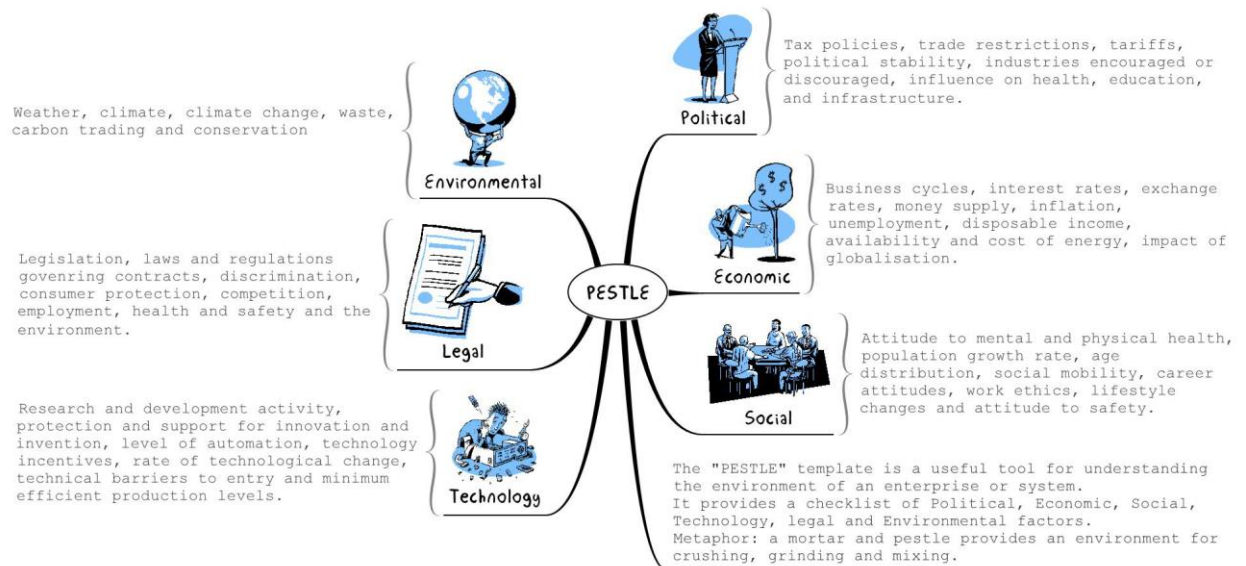 Political
Tax policies, trade restrictions, tariffs,
political stability, industries encouraged or
discouraged, influence on health, education,
and infrastructure.
Weather, climate, climate change, waste,
carbon trading and conservation
Environmental
$ $
$
Business cycles, interest rates, exchange
rates, money supply, inflation,
unemployment, disposable income,
availability and cost of energy, impact of
globalisation.
Economic
Legislation, laws and regulations
govenring contracts, discrimination,
consumer protection, competition,
employment, health and safety and the
environment.
Legal
PESTLE
Attitude to mental and physical health,
population growth rate, age
distribution, social mobility, career
attitudes, work ethics, lifestyle
changes and attitude to safety.
Social
Research and development activity,
protection and support for innovation and
invention, level of automation, technology
incentives, rate of technological change,
technical barriers to entry and minimum
efficient production levels.
Technology
The "PESTLE" template is a useful tool for understanding
the environment of an enterprise or system.
It provides a checklist of Political, Economic, Social,
Technology, legal and Environmental factors.
Metaphor: a mortar and pestle provides an environment for
crushing, grinding and mixing.